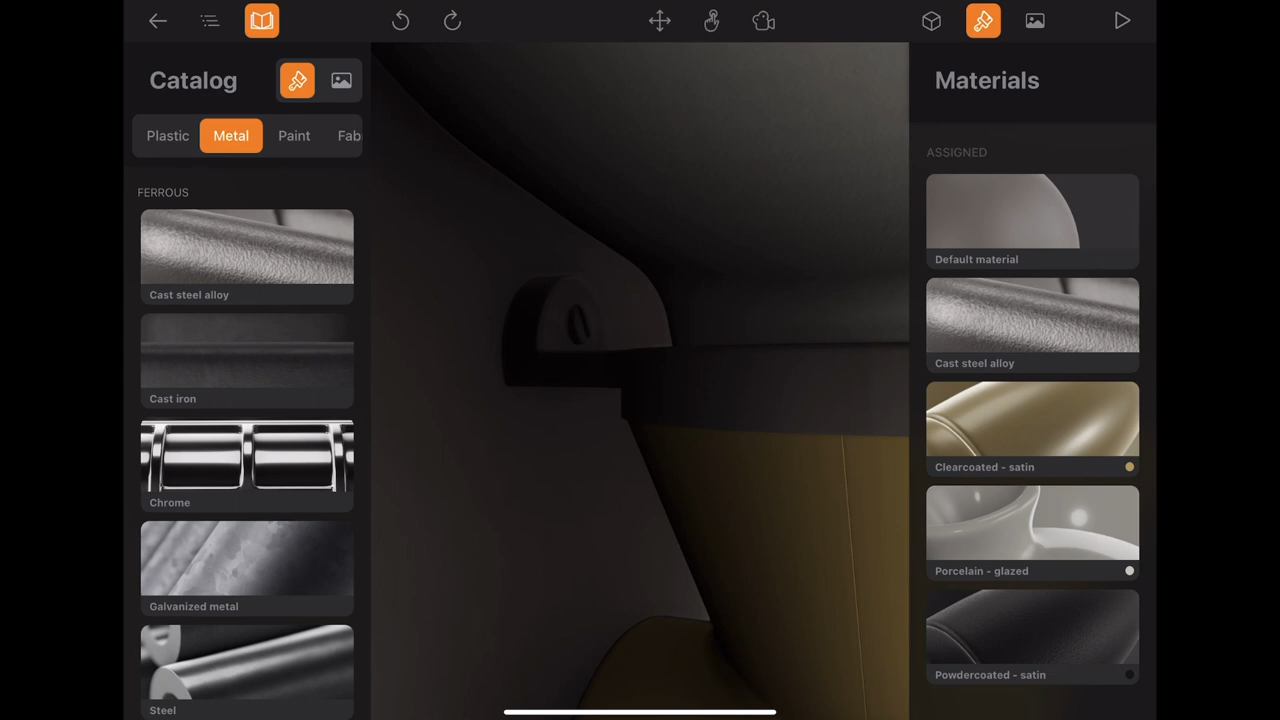 Catalog
Plastic
Metal
Paint
Fab
FERROUS
Cast steel alloy
Cast iron
Chrome
Galvanized metal
Steel
Materials
ASSIGNED
Default material
Cast steel alloy
Clearcoated - satin
Porcelain - glazed
Powdercoated - satin